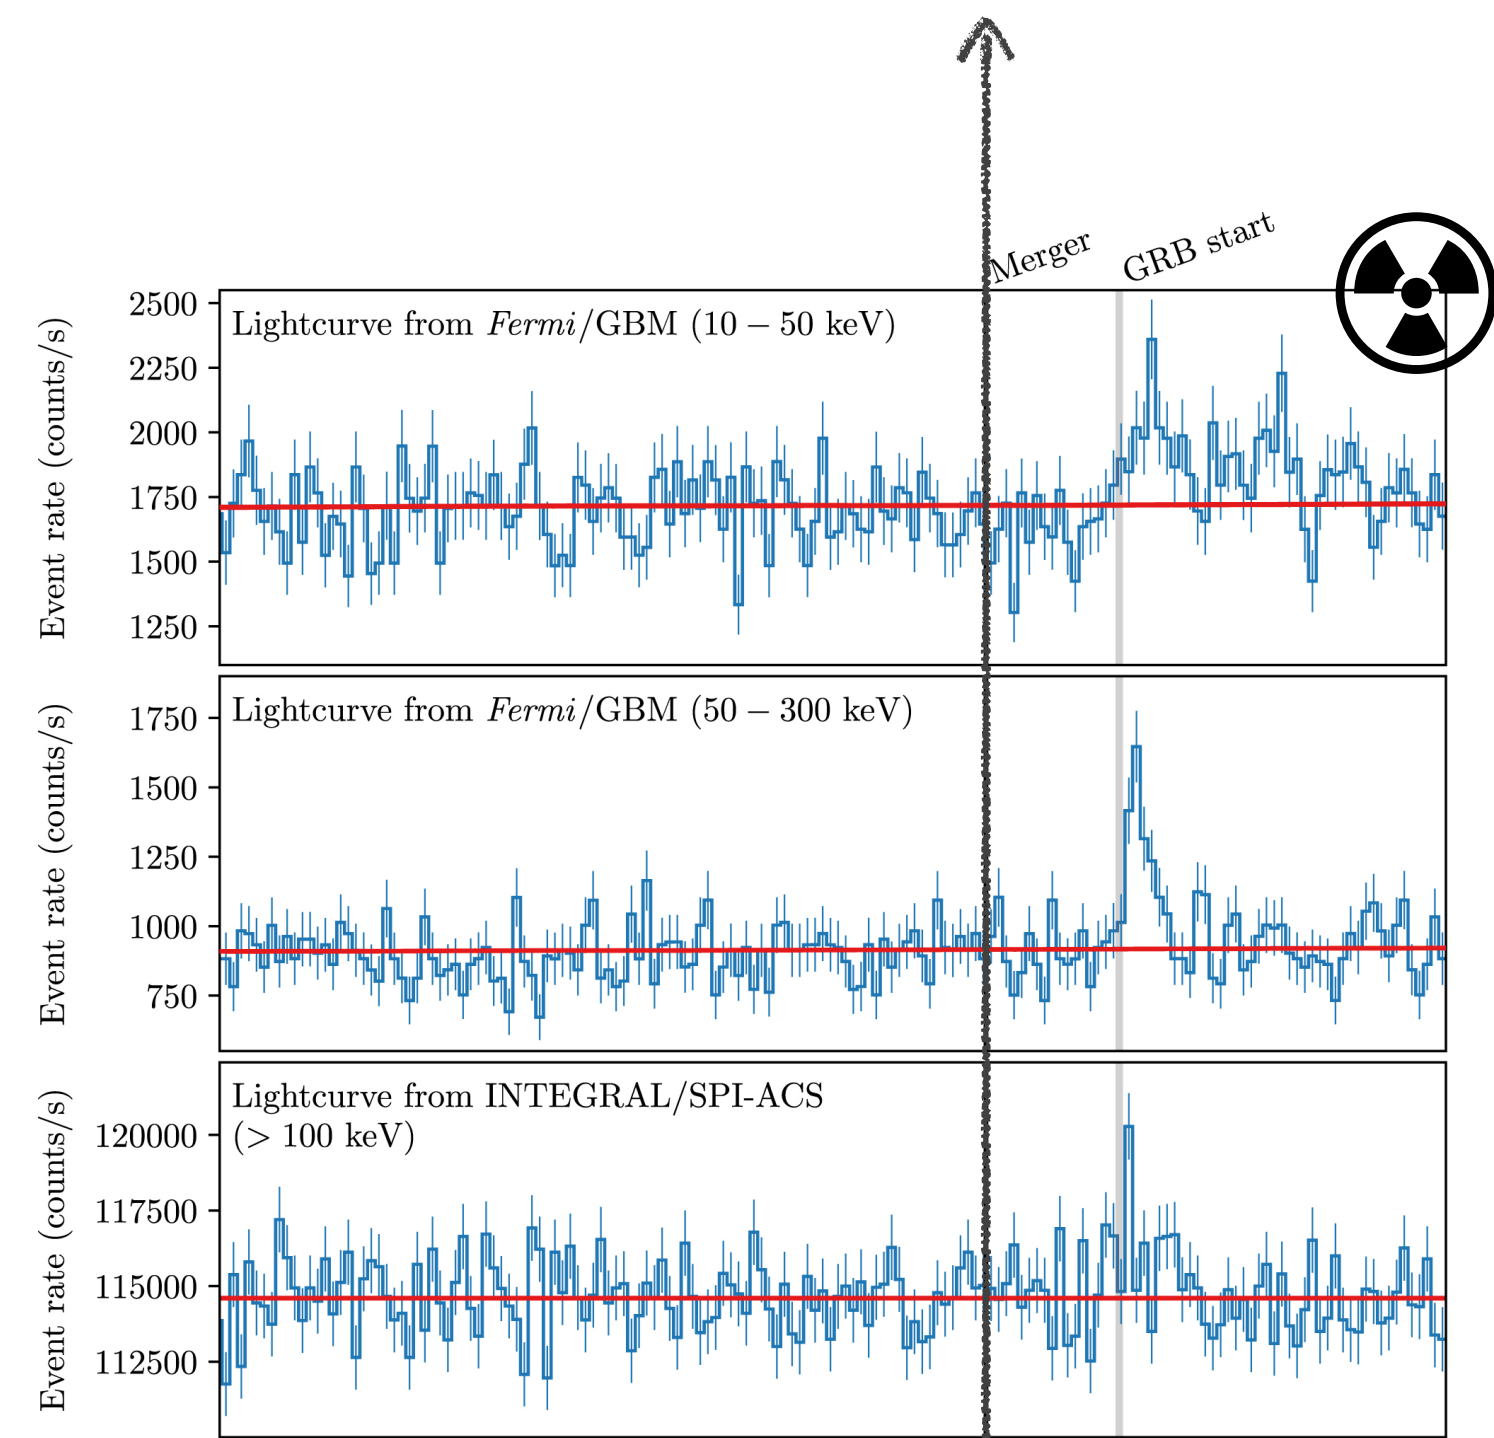 Merger
GRB start
Lightcurve from Fermi/GBM (10 − 50 keV)
Event rate (counts/s)
2500
2250
2000
1750
1500
1250
Lightcurve from Fermi/GBM (50 − 300 keV)
Event rate (counts/s)
1750
1500
1250
1000
750
Lightcurve from INTEGRAL/SPI-ACS
(> 100 keV)
Event rate (counts/s)
120000
117500
115000
112500